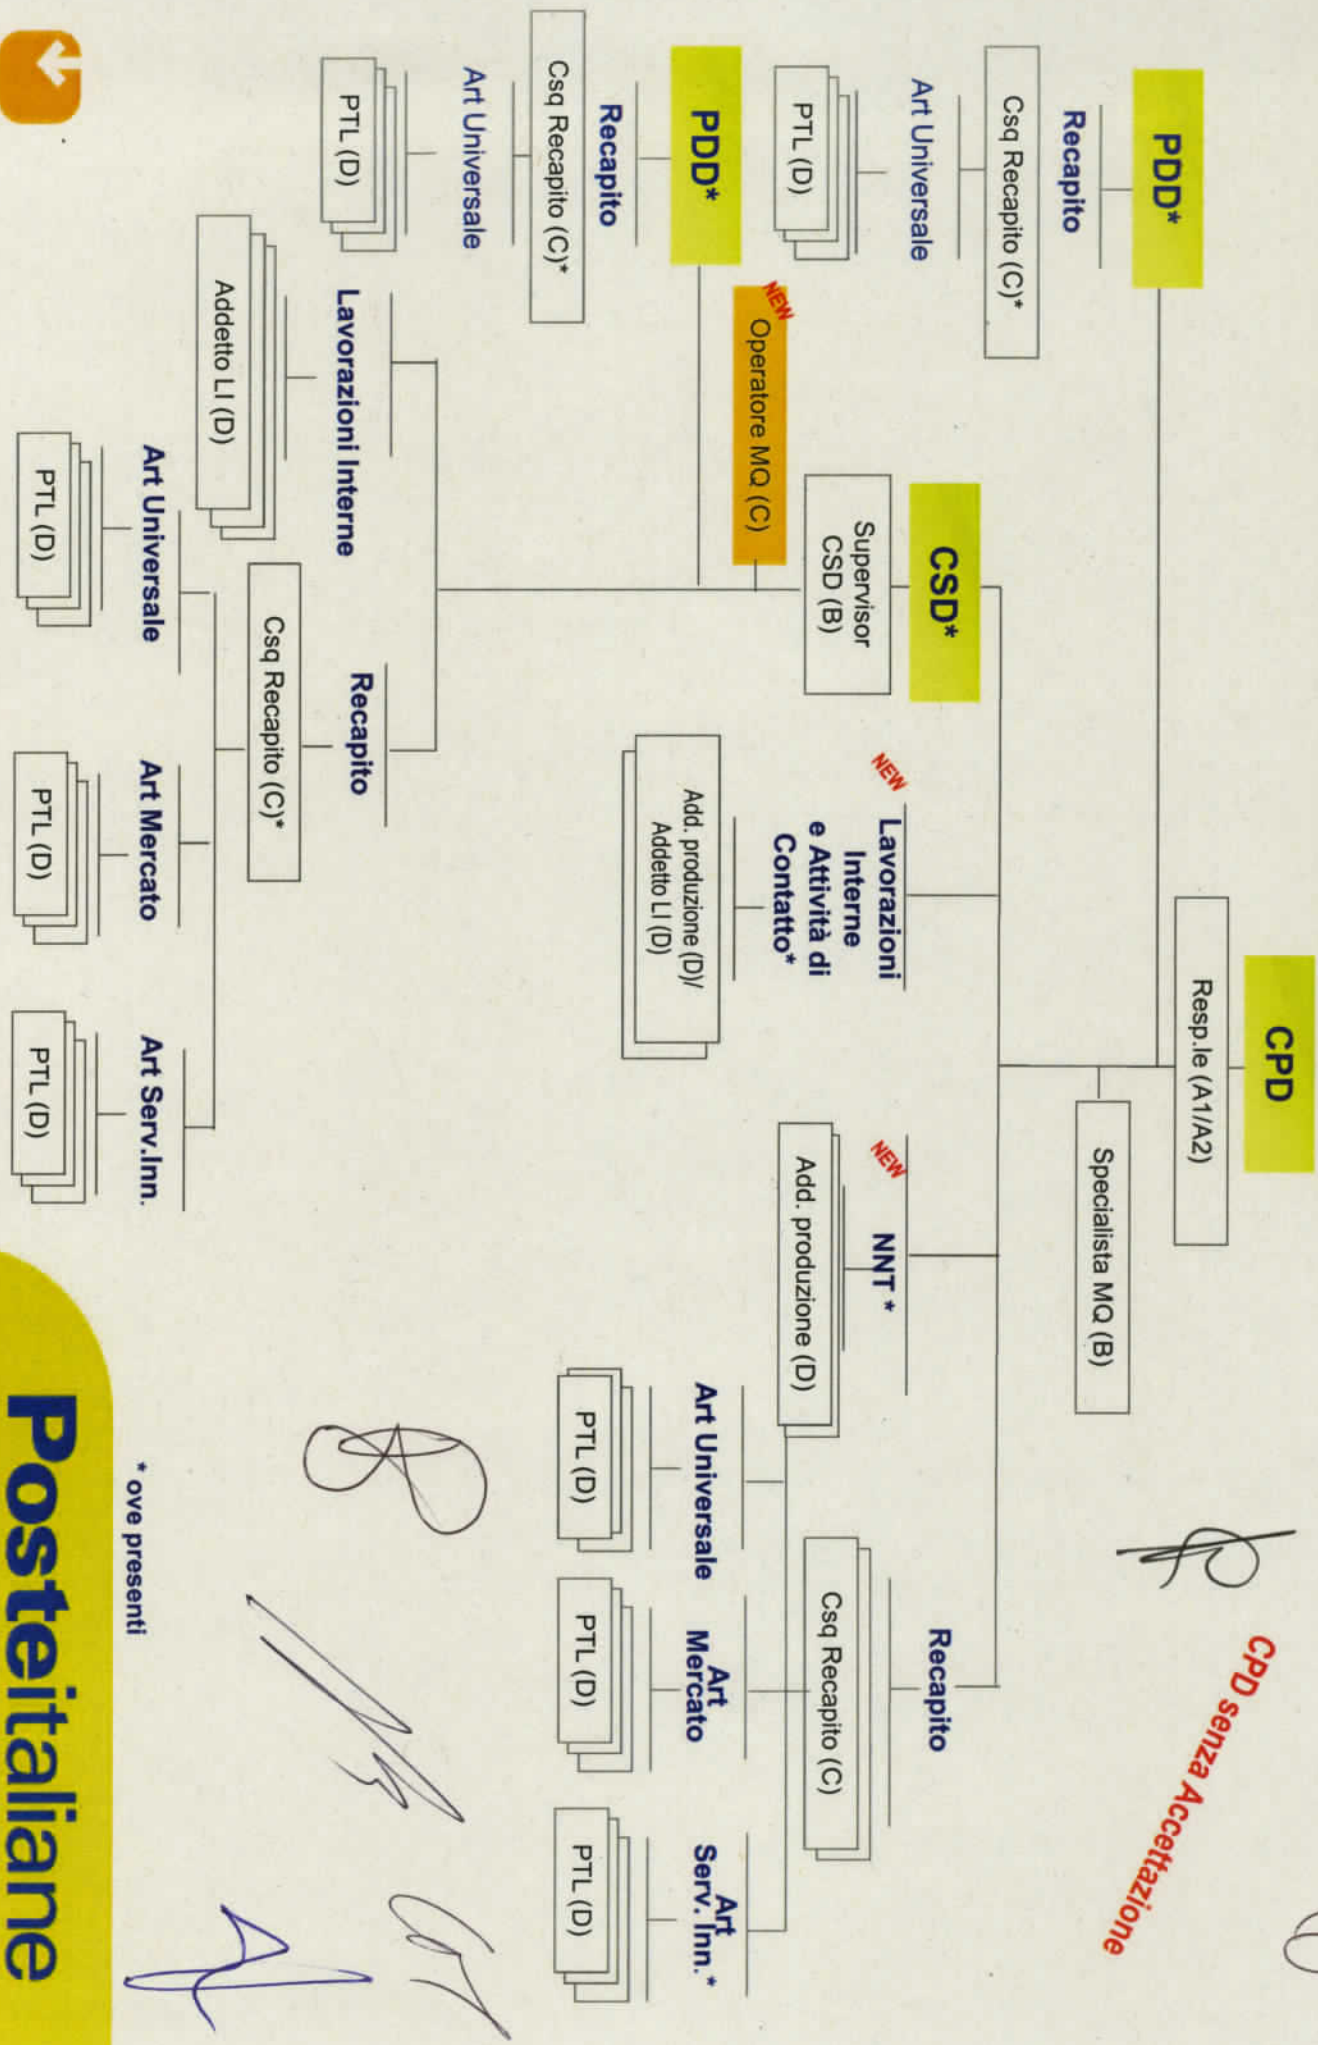 CPD senza Accettazione
CPD
Resp.le (A1/A2)
Specialista MQ (B)
PDD*
Recapito
Csq Recapito (C)*
Art Universale
PTL (D)
CSD*
Supervisor
CSD (B)
NEW
Operatore MQ (C)
NEW
Lavorazioni
Interne
e Attività di
Contatto*
Add. produzione (D)/
Addetto LI (D)
NEW
NNT *
Add. produzione (D)
Recapito
Csq Recapito (C)
Art Universale
PTL (D)
Art
Mercato
PTL (D)
Art
Serv. Inn. *
PTL (D)
PDD*
Recapito
Csq Recapito (C)*
Art Universale
PTL (D)
Lavorazioni Interne
Addetto LI (D)
Recapito
Csq Recapito (C)*
Art Universale
PTL (D)
Art Mercato
PTL (D)
Art Serv.Inn.
PTL (D)
* ove presenti
Posteitaliane